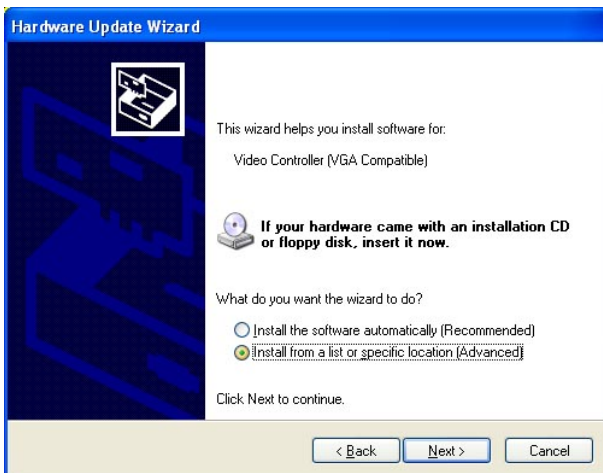 Hardware Update Wizard
This wizard helps you install software for:
Video Controller (VGA Compatible)
If your hardware came with an installation CD
or floppy disk, insert it now.
What do you want the wizard to do?
Install the software automatically (Recommended)
Install from a list or specific location (Advanced)
Click Next to continue.
< Back Next > Cancel